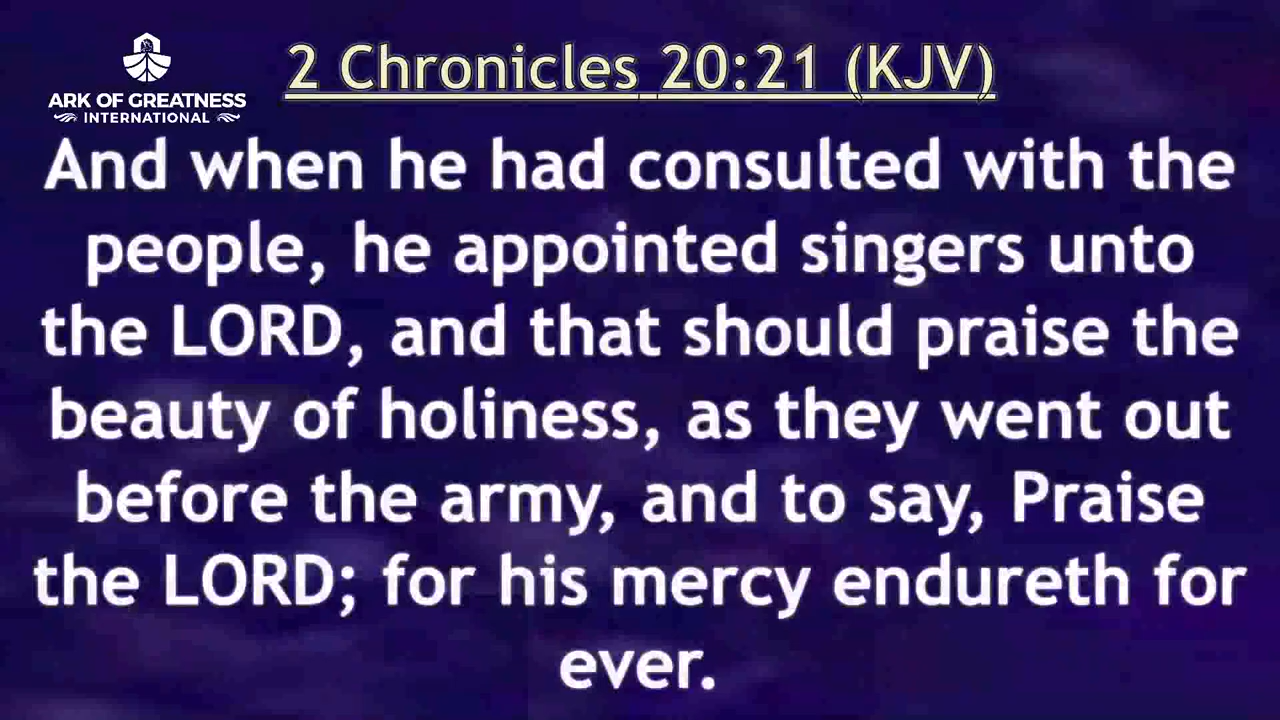 ARK OF GREATNESS
INTERNATIONAL
2 Chronicles 20:21 (KJV)
And when he had consulted with the
people, he appointed singers unto
the LORD, and that should praise the
beauty of holiness, as they went out
before the army, and to say, Praise
the LORD; for his mercy endureth for
ever.